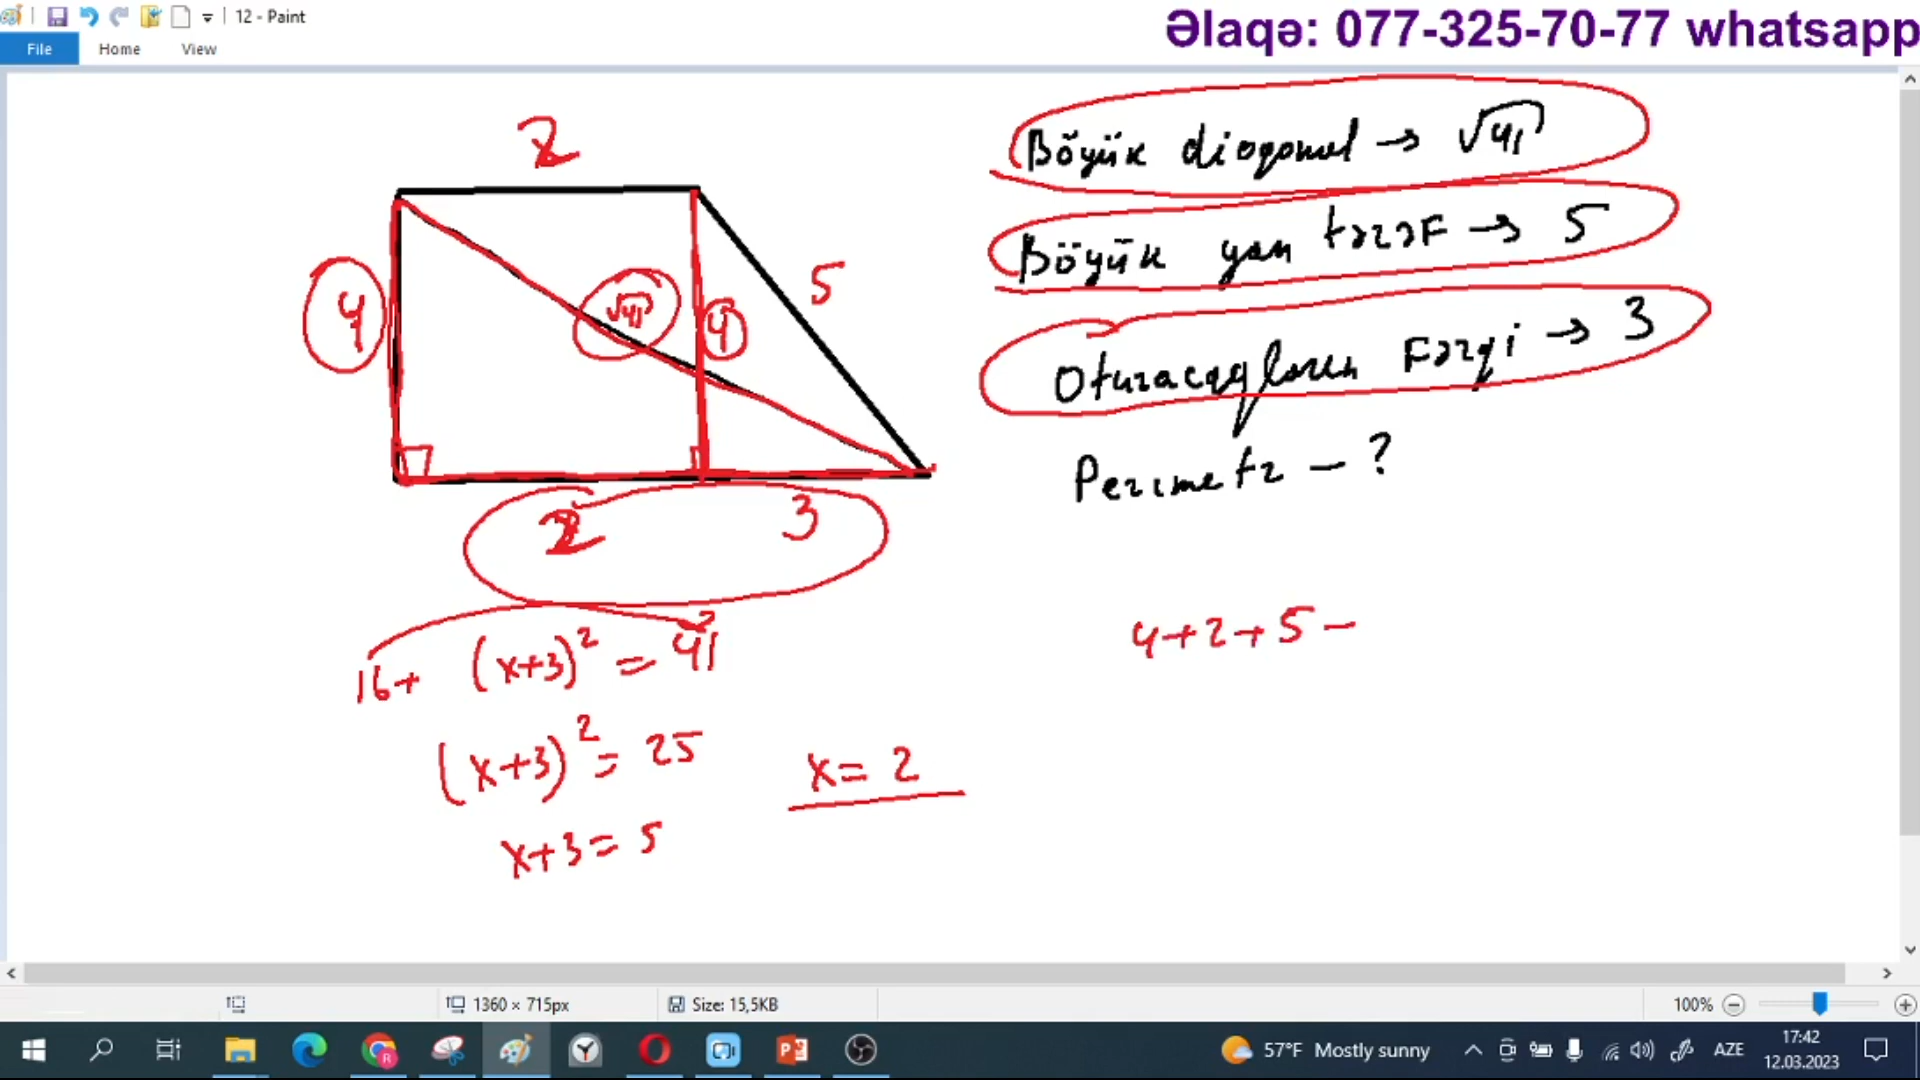 12 - Paint
Əlaqə: 077-325-70-77 whatsapp
File Home View
2
4
√41
4
5
2 3
Böyük diaqonal → √41
Böyük yan tərəf → 5
Oturacaqların Fərqi → 3
Perimetr - ?
16+ (x+3)² = 41
(x+3)² = 25
x+3 = 5
x = 2
4+2+5 -
1360 × 715px
Size: 15,5KB
100%
57°F Mostly sunny
AZE
17:42
12.03.2023